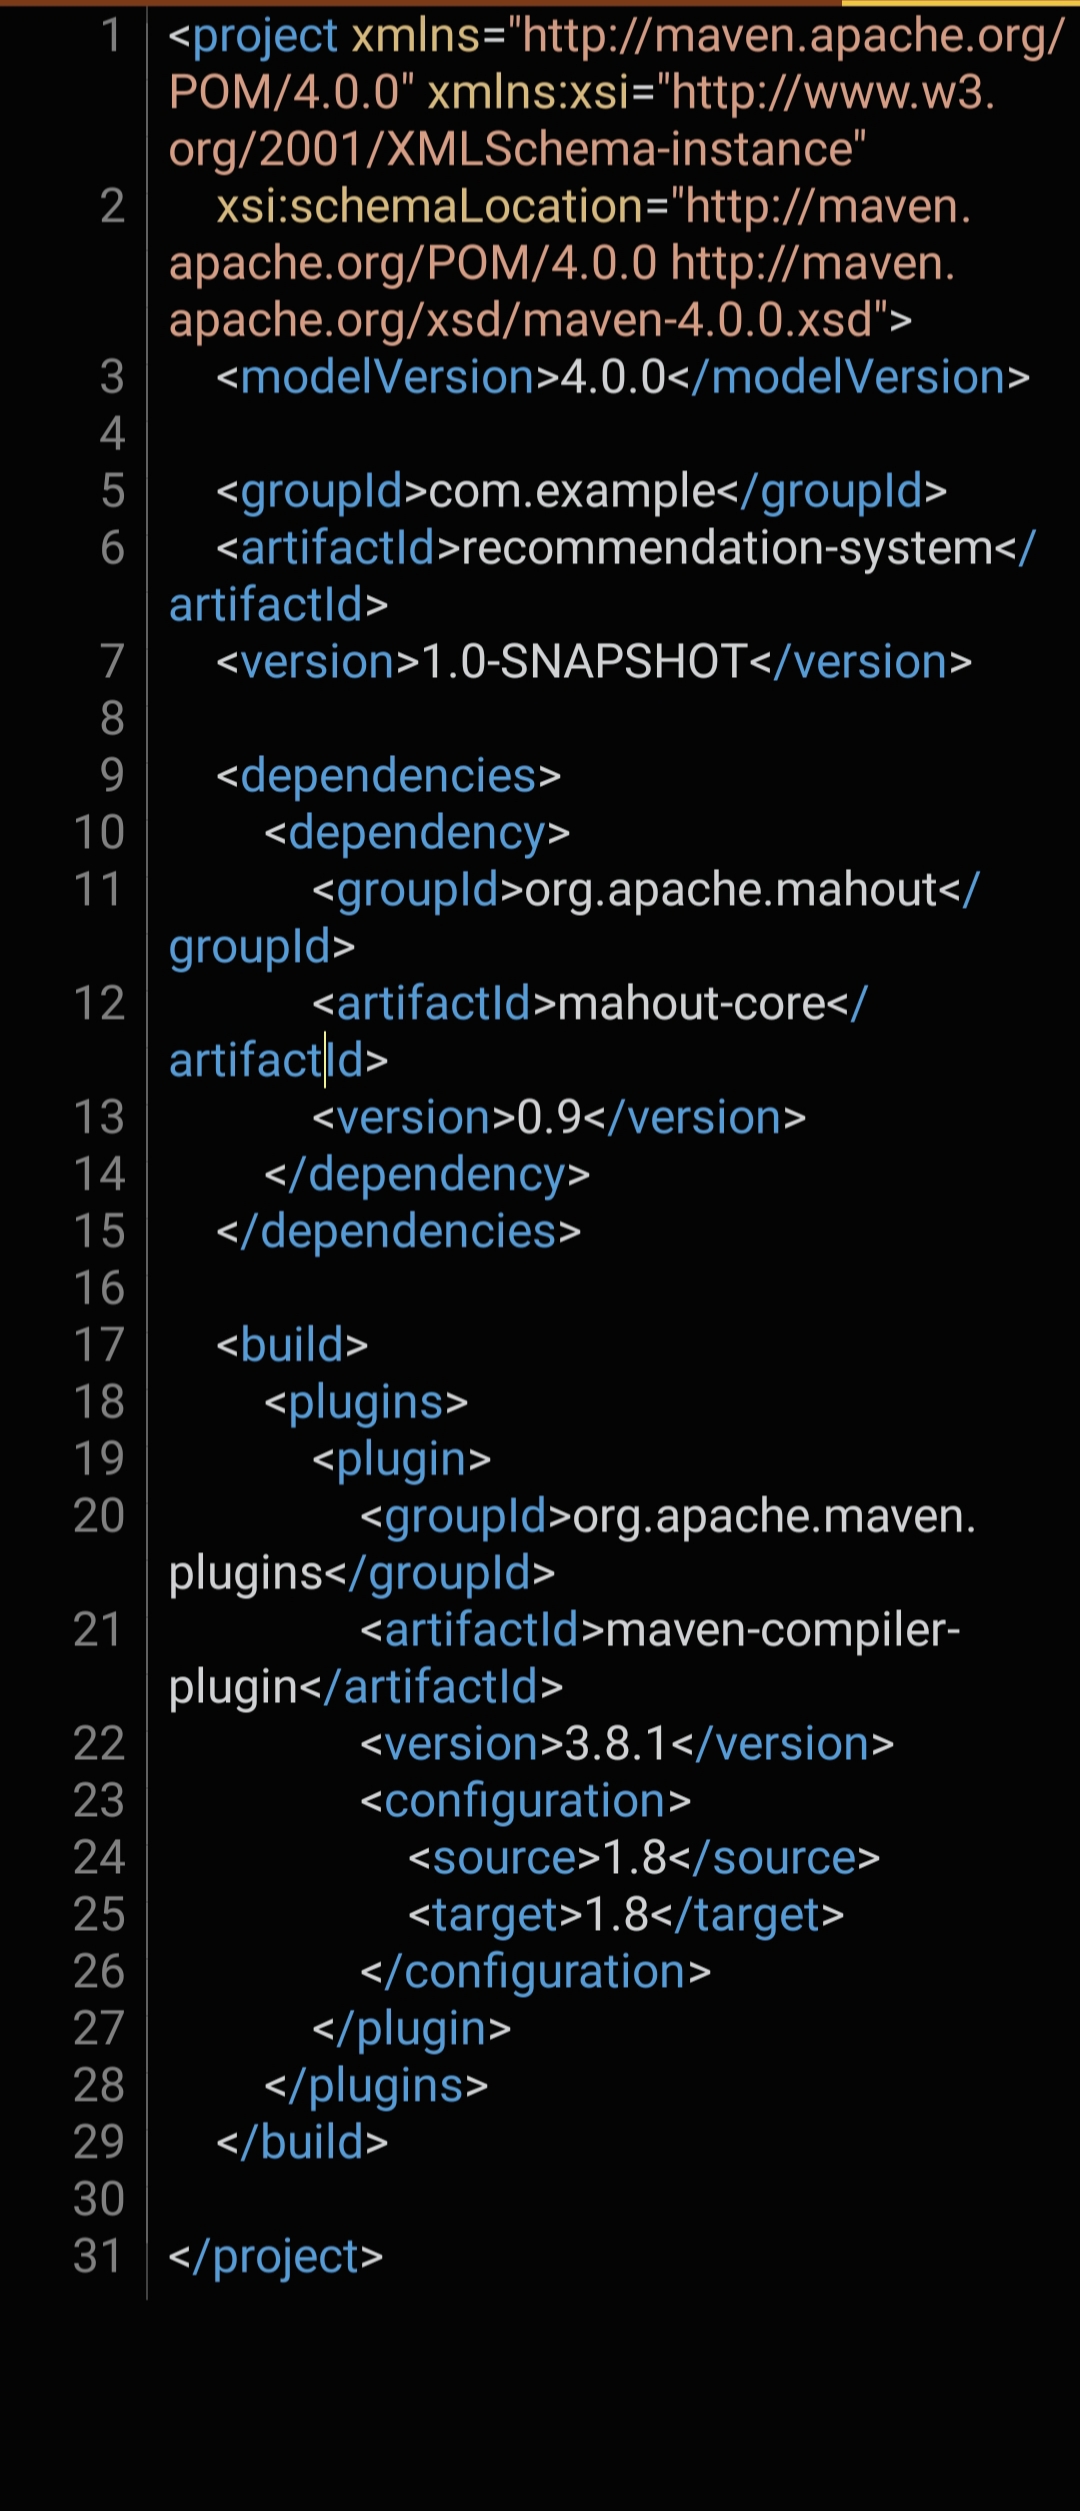 1 <project xmlns="http://maven.apache.org/
POM/4.0.0" xmlns:xsi="http://www.w3.
org/2001/XMLSchema-instance"
2 xsi:schemaLocation="http://maven.
apache.org/POM/4.0.0 http://maven.
apache.org/xsd/maven-4.0.0.xsd">
3 <modelVersion>4.0.0</modelVersion>
4
5 <groupId>com.example</groupId>
6 <artifactId>recommendation-system</
artifactId>
7 <version>1.0-SNAPSHOT</version>
8
9 <dependencies>
10 <dependency>
11 <groupId>org.apache.mahout</
groupId>
12 <artifactId>mahout-core</
artifactId>
13 <version>0.9</version>
14 </dependency>
15 </dependencies>
16
17 <build>
18 <plugins>
19 <plugin>
20 <groupId>org.apache.maven.
plugins</groupId>
21 <artifactId>maven-compiler-
plugin</artifactId>
22 <version>3.8.1</version>
23 <configuration>
24 <source>1.8</source>
25 <target>1.8</target>
26 </configuration>
27 </plugin>
28 </plugins>
29 </build>
30
31 </project>